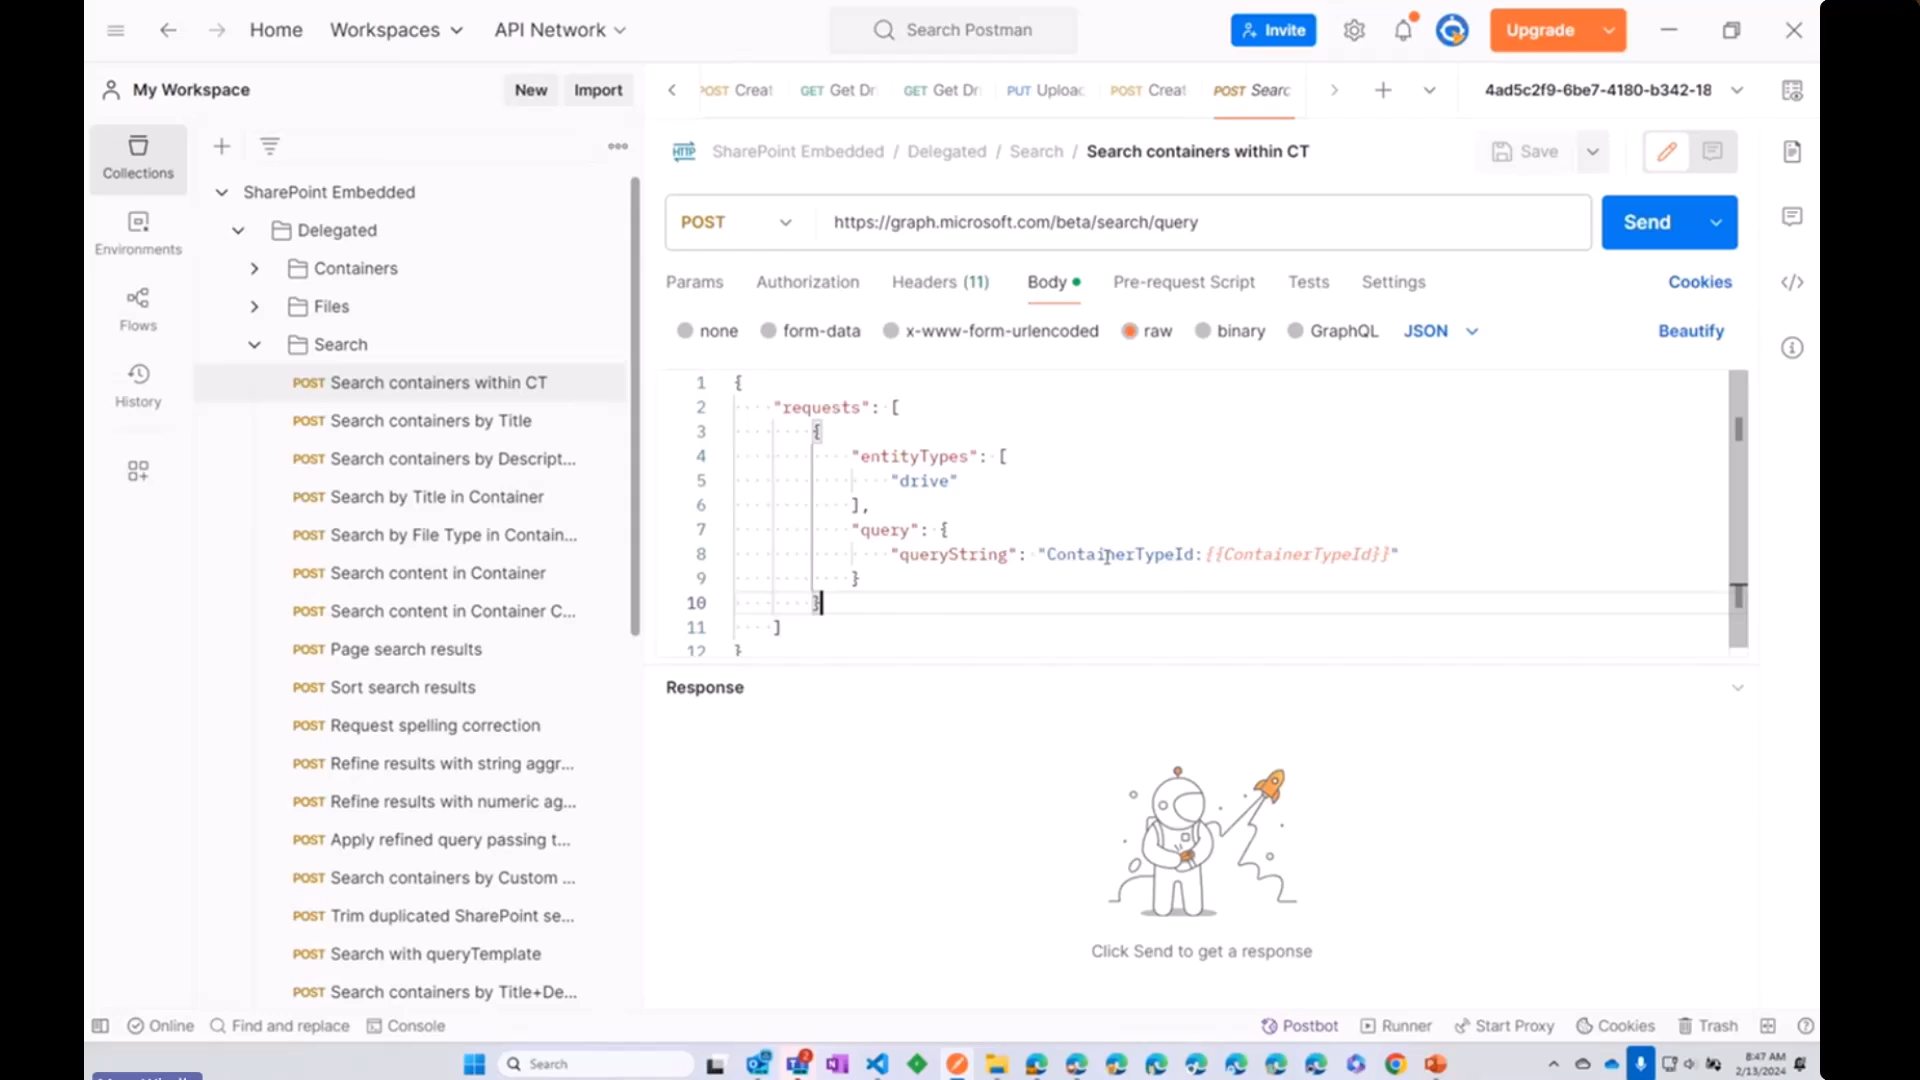 Home
Workspaces
API Network
Search Postman
Invite
Upgrade
My Workspace
New
Import
POST Creat
GET Get Dr
GET Get Dr
PUT Upload
POST Creat
POST Searc
4ad5c2f9-6be7-4180-b342-18
Collections
Environments
Flows
History
SharePoint Embedded
Delegated
Containers
Files
Search
POST Search containers within CT
POST Search containers by Title
POST Search containers by Descript...
POST Search by Title in Container
POST Search by File Type in Contain...
POST Search content in Container
POST Search content in Container C...
POST Page search results
POST Sort search results
POST Request spelling correction
POST Refine results with string aggr...
POST Refine results with numeric ag...
POST Apply refined query passing t...
POST Search containers by Custom ...
POST Trim duplicated SharePoint se...
POST Search with queryTemplate
POST Search containers by Title+De...
HTTP SharePoint Embedded / Delegated / Search / Search containers within CT
Save
POST
https://graph.microsoft.com/beta/search/query
Send
Params
Authorization
Headers (11)
Body
Pre-request Script
Tests
Settings
Cookies
none
form-data
x-www-form-urlencoded
raw
binary
GraphQL
JSON
Beautify
1 {
2 "requests": [
3 {
4 "entityTypes": [
5 "drive"
6 ],
7 "query": {
8 "queryString": "ContainerTypeId:{{ContainerTypeId}}"
9 }
10 }
11 ]
12 }
Response
Click Send to get a response
Online
Find and replace
Console
Postbot
Runner
Start Proxy
Cookies
Trash
Search
2
8:47 AM
2/13/2024